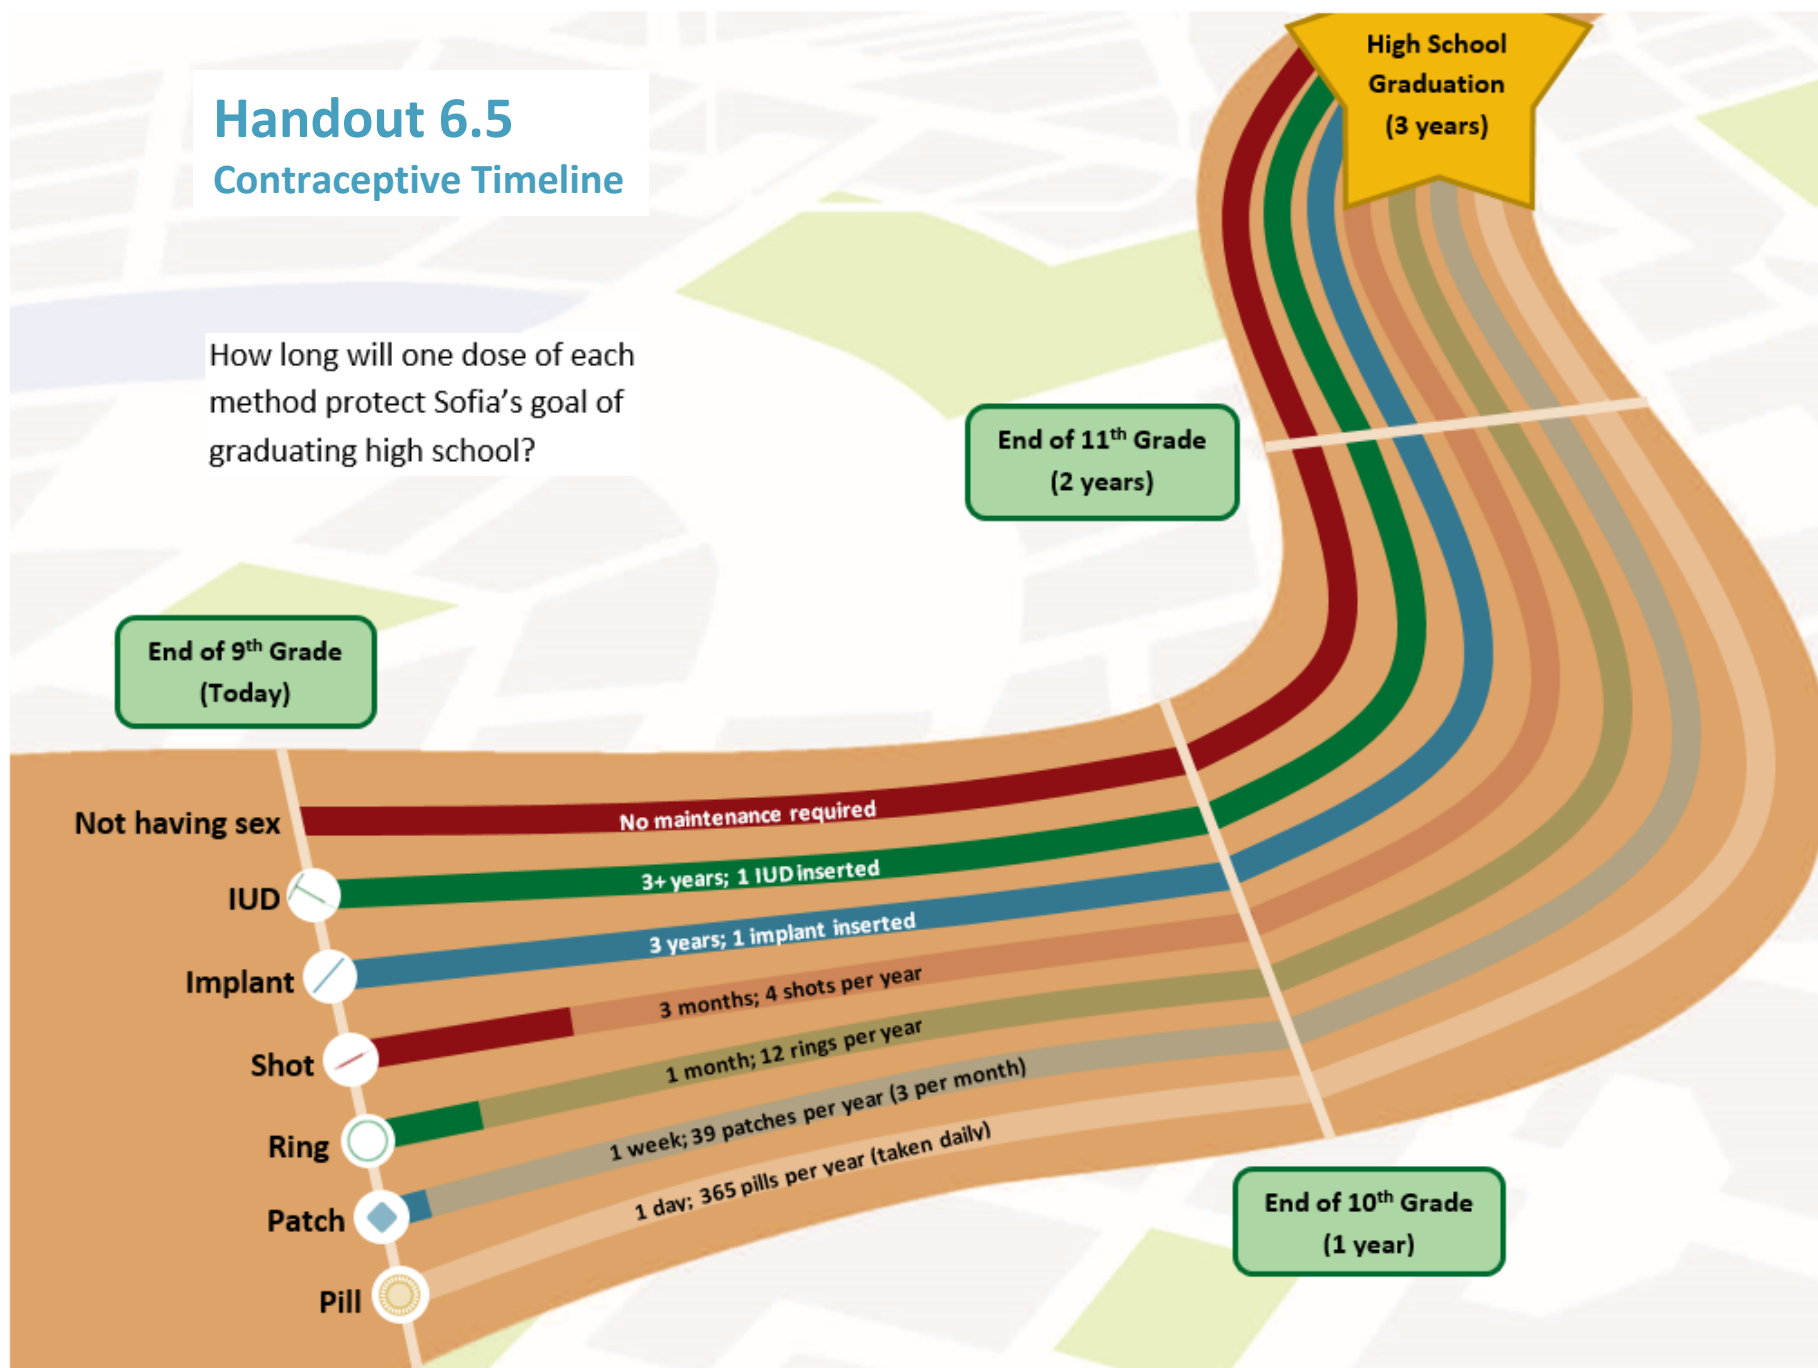 Handout 6.5
Contraceptive Timeline
How long will one dose of each
method protect Sofia's goal of
graduating high school?
High School
Graduation
(3 years)
End of 11th Grade
(2 years)
End of 9th Grade
(Today)
Not having sex
No maintenance required
IUD
3+ years; 1 IUD inserted
Implant
3 years; 1 implant inserted
Shot
3 months; 4 shots per year
Ring
1 month; 12 rings per year
Patch
1 week; 39 patches per year (3 per month)
Pill
1 day; 365 pills per year (taken daily)
End of 10th Grade
(1 year)